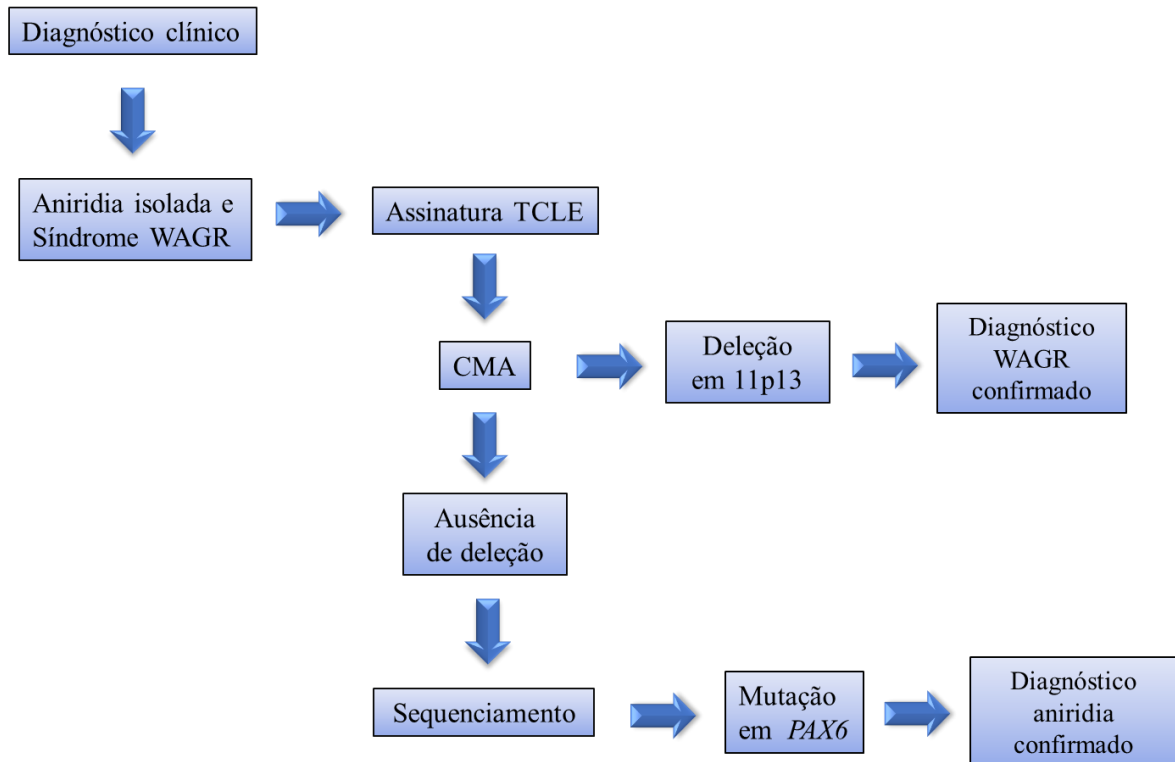 Diagnóstico clínico
Aniridia isolada e
Síndrome WAGR
Assinatura TCLE
CMA
Deleção
em 11p13
Diagnóstico
WAGR
confirmado
Ausência
de deleção
Sequenciamento
Mutação
em PAX6
Diagnóstico
aniridia
confirmado